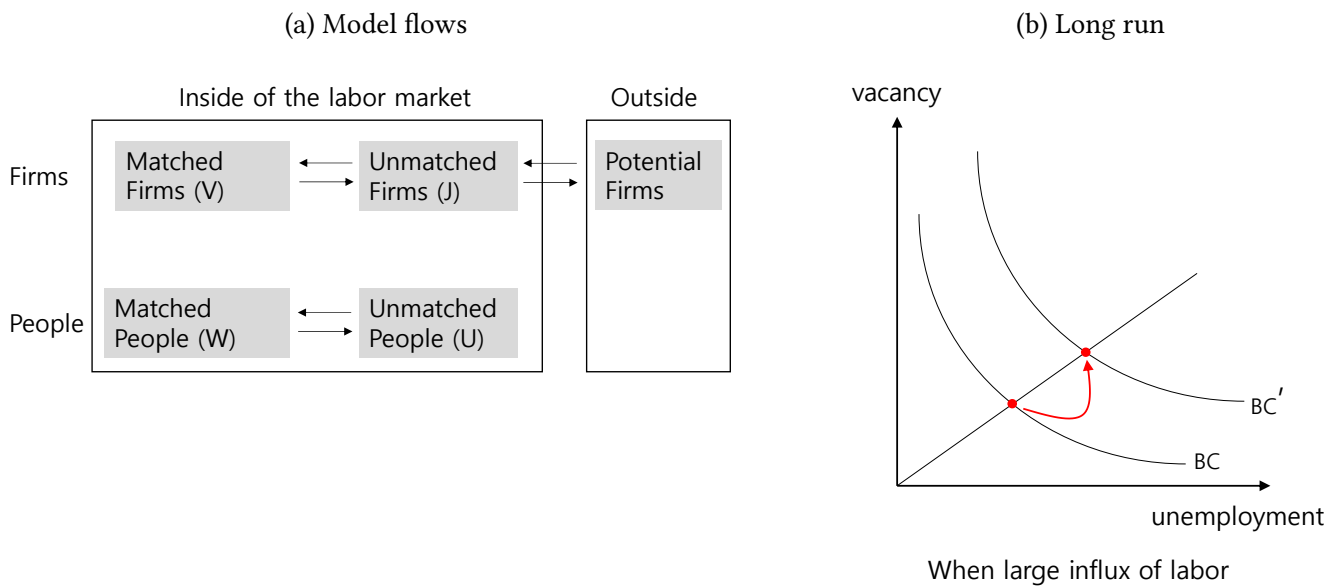 (a) Model flows
Inside of the labor market
Outside
Firms
Matched
Firms (V)
Unmatched
Firms (J)
Potential
Firms
People
Matched
People (W)
Unmatched
People (U)
(b) Long run
vacancy
BC′
BC
unemployment
When large influx of labor